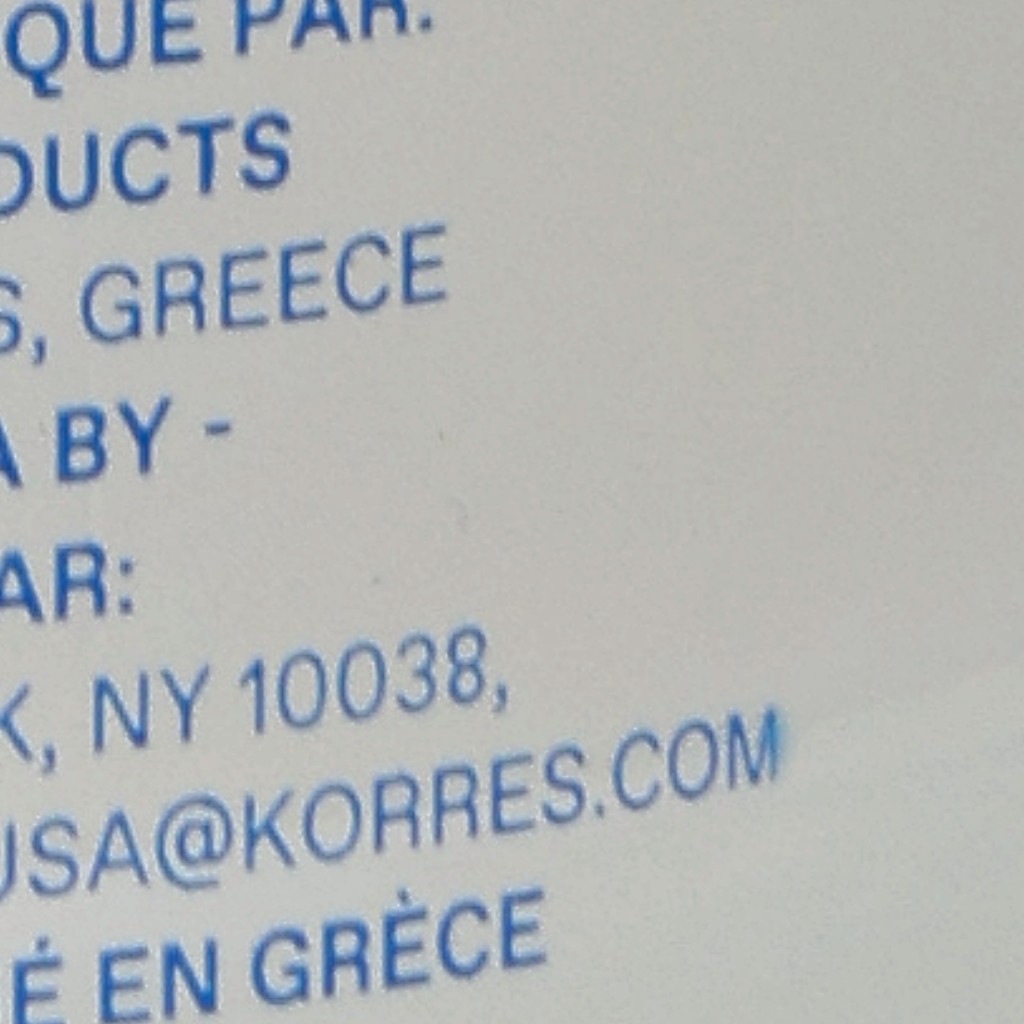 QUE PAR:
DUCTS
S, GREECE
A BY -
AR:
K, NY 10038,
USA@KORRES.COM
É EN GRÈCE